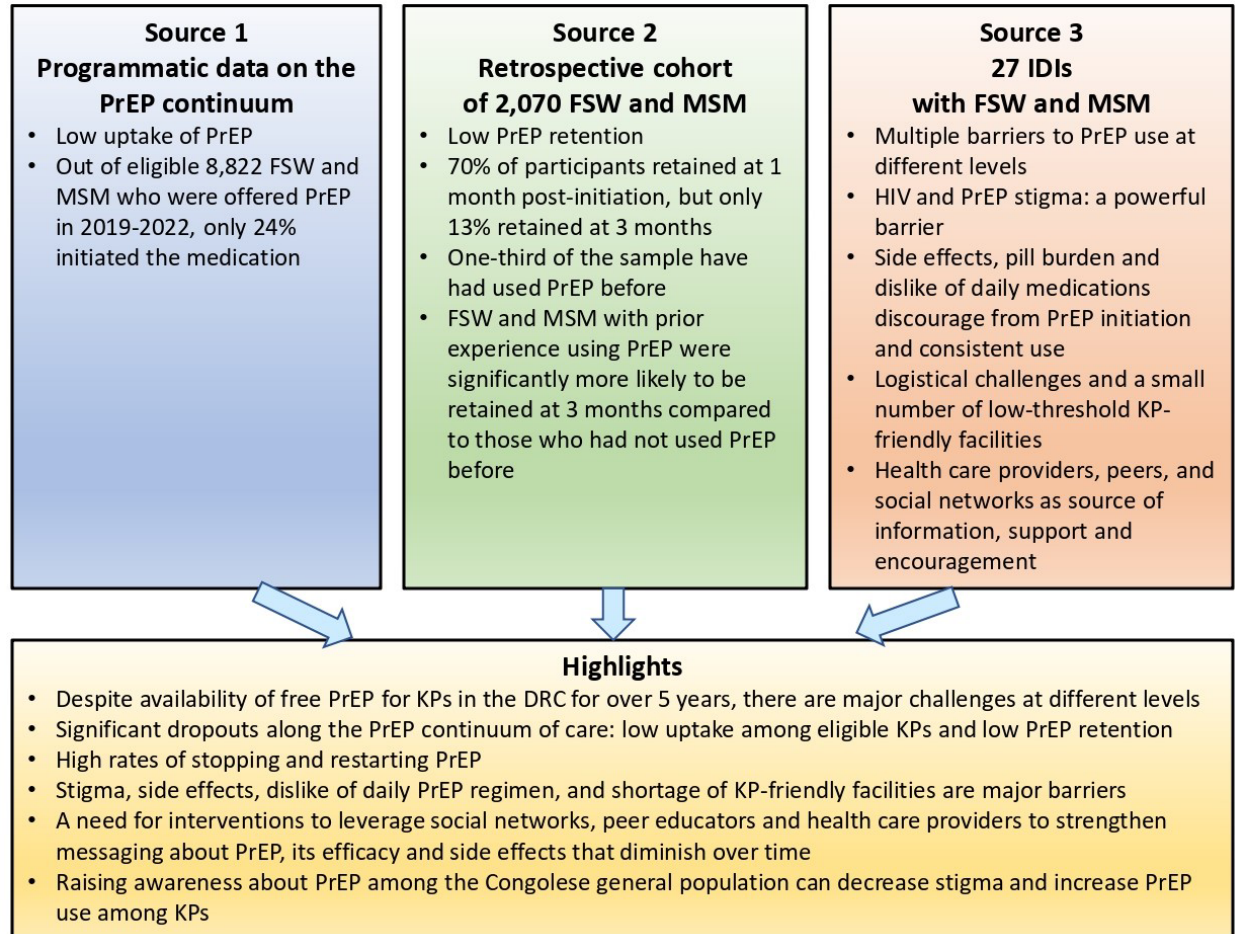 Source 1
Programmatic data on the
PrEP continuum
• Low uptake of PrEP
• Out of eligible 8,822 FSW and
MSM who were offered PrEP
in 2019-2022, only 24%
initiated the medication
Source 2
Retrospective cohort
of 2,070 FSW and MSM
• Low PrEP retention
• 70% of participants retained at 1
month post-initiation, but only
13% retained at 3 months
• One-third of the sample have
had used PrEP before
• FSW and MSM with prior
experience using PrEP were
significantly more likely to be
retained at 3 months compared
to those who had not used PrEP
before
Source 3
27 IDIs
with FSW and MSM
• Multiple barriers to PrEP use at
different levels
• HIV and PrEP stigma: a powerful
barrier
• Side effects, pill burden and
dislike of daily medications
discourage from PrEP initiation
and consistent use
• Logistical challenges and a small
number of low-threshold KP-
friendly facilities
• Health care providers, peers, and
social networks as source of
information, support and
encouragement
Highlights
• Despite availability of free PrEP for KPs in the DRC for over 5 years, there are major challenges at different levels
• Significant dropouts along the PrEP continuum of care: low uptake among eligible KPs and low PrEP retention
• High rates of stopping and restarting PrEP
• Stigma, side effects, dislike of daily PrEP regimen, and shortage of KP-friendly facilities are major barriers
• A need for interventions to leverage social networks, peer educators and health care providers to strengthen
messaging about PrEP, its efficacy and side effects that diminish over time
• Raising awareness about PrEP among the Congolese general population can decrease stigma and increase PrEP
use among KPs